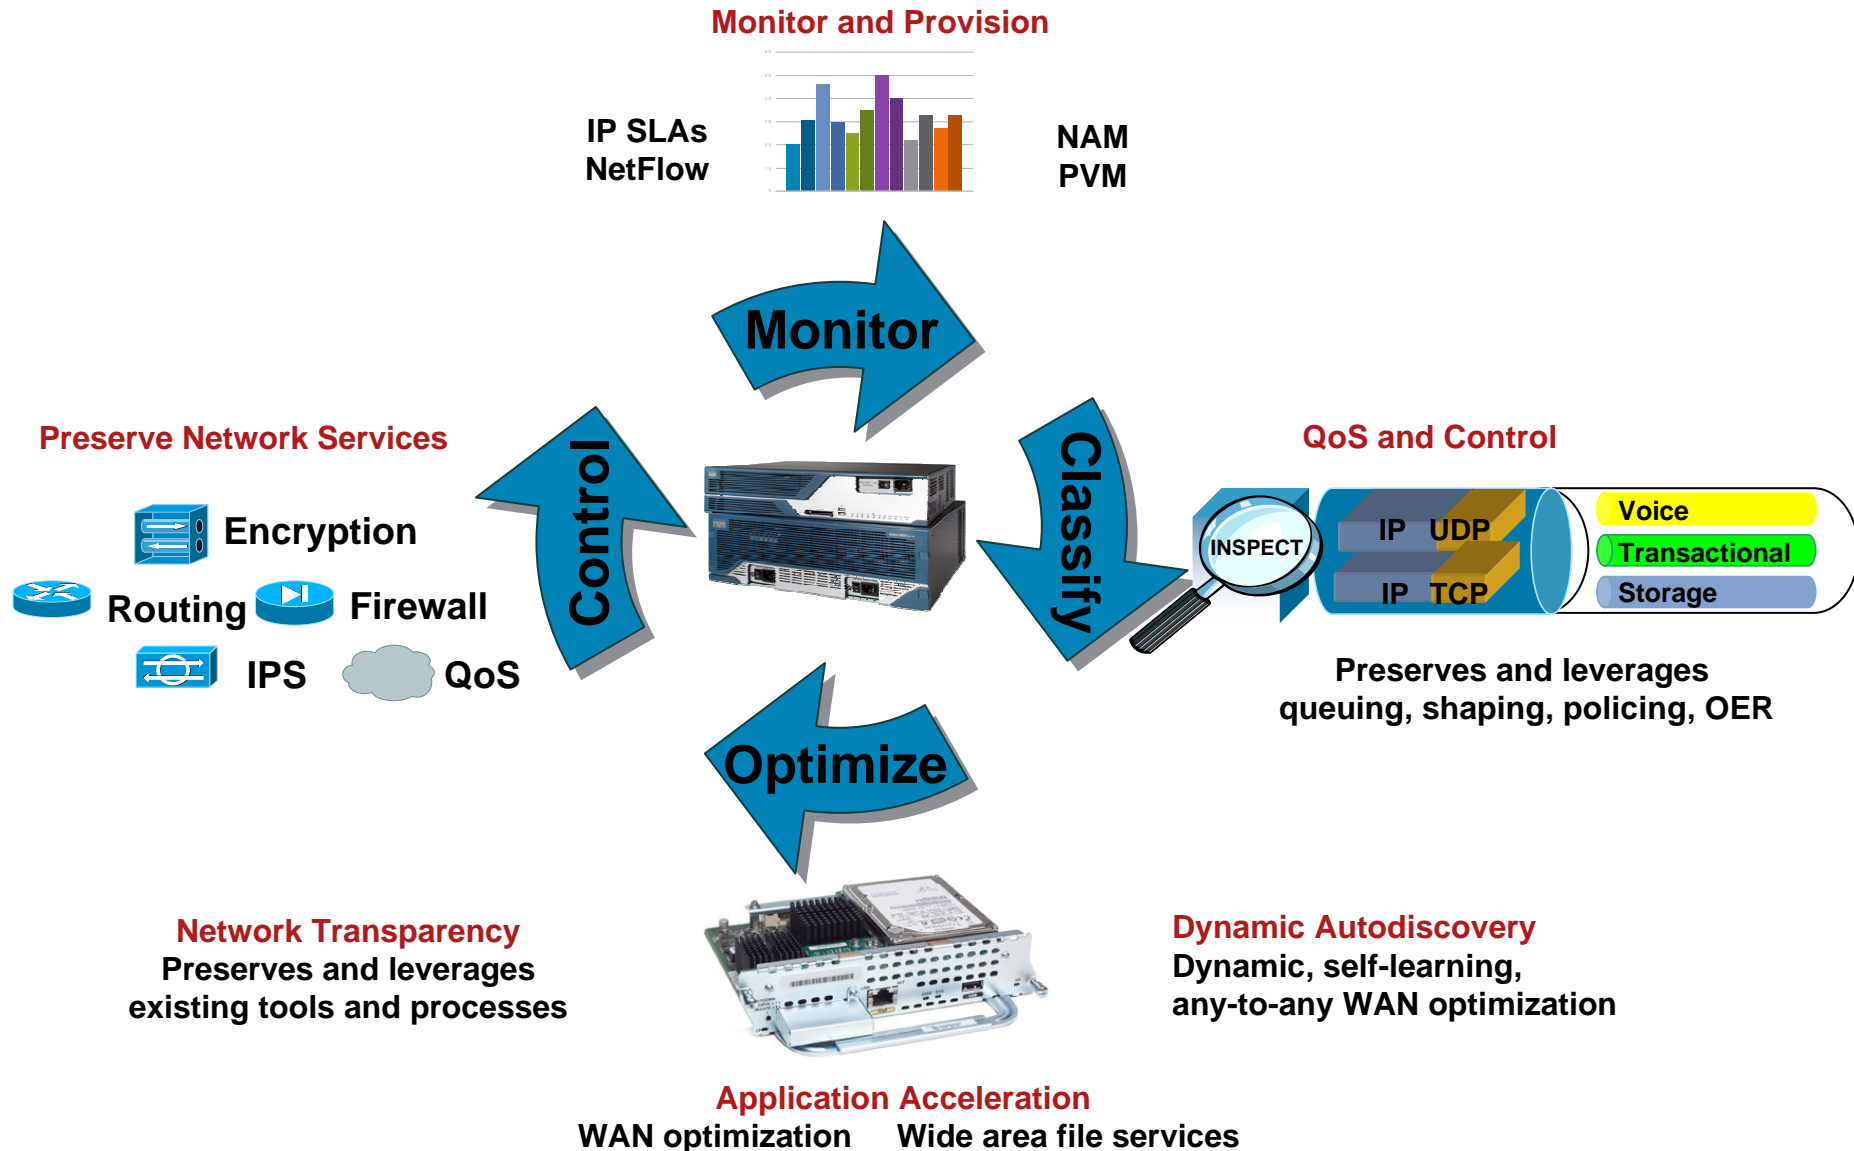 Monitor and Provision
IP SLAs
NetFlow
NAM
PVM
Monitor
Preserve Network Services
Encryption
Routing
Firewall
IPS
QoS
Control
Classify
QoS and Control
INSPECT
IP UDP
IP TCP
Voice
Transactional
Storage
Preserves and leverages
queuing, shaping, policing, OER
Optimize
Network Transparency
Preserves and leverages
existing tools and processes
Dynamic Autodiscovery
Dynamic, self-learning,
any-to-any WAN optimization
Application Acceleration
WAN optimization Wide area file services